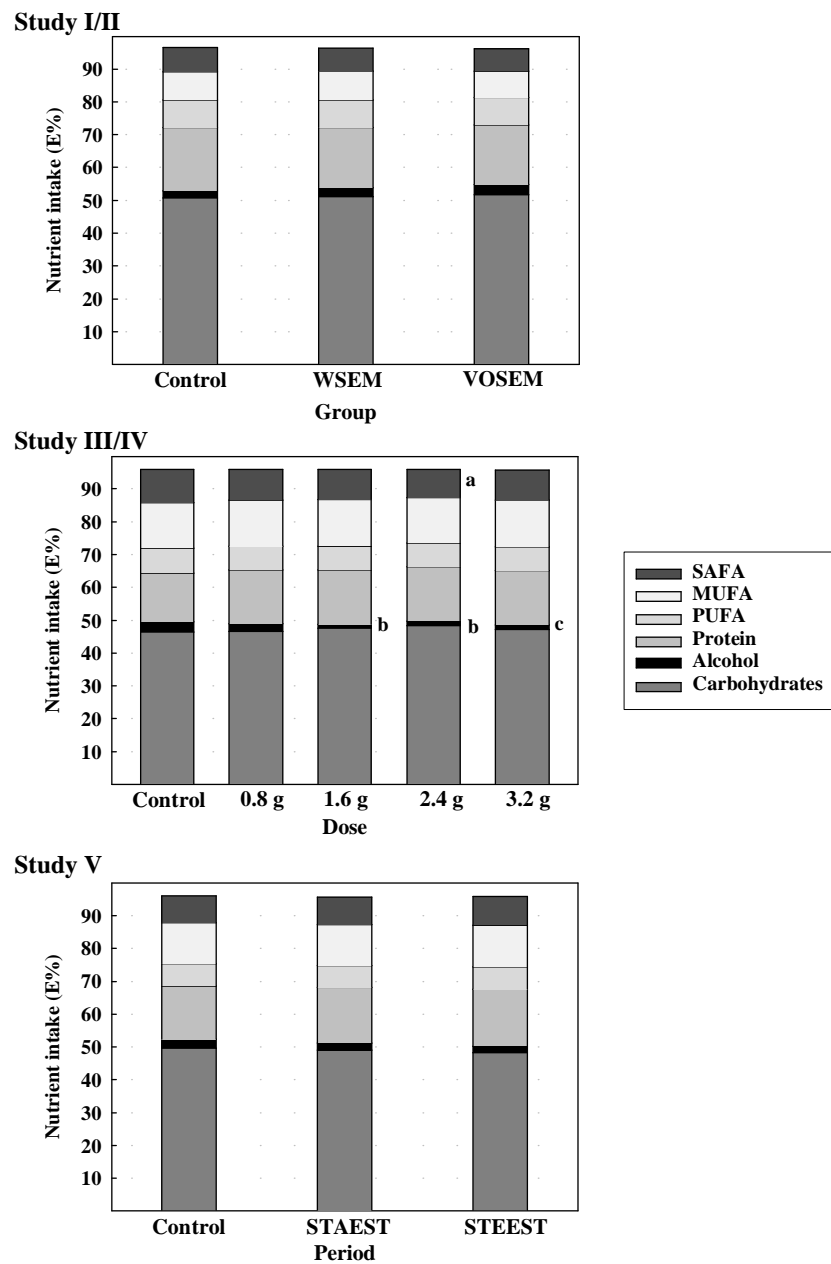 Study I/II
Nutrient intake (E%)
90
80
70
60
50
40
30
20
10
Control WSEM VOSEM
Group
Study III/IV
Nutrient intake (E%)
90
80
70
60
50
40
30
20
10
a
b b c
Control 0.8 g 1.6 g 2.4 g 3.2 g
Dose
SAFA
MUFA
PUFA
Protein
Alcohol
Carbohydrates
Study V
Nutrient intake (E%)
90
80
70
60
50
40
30
20
10
Control STAEST STEEST
Period